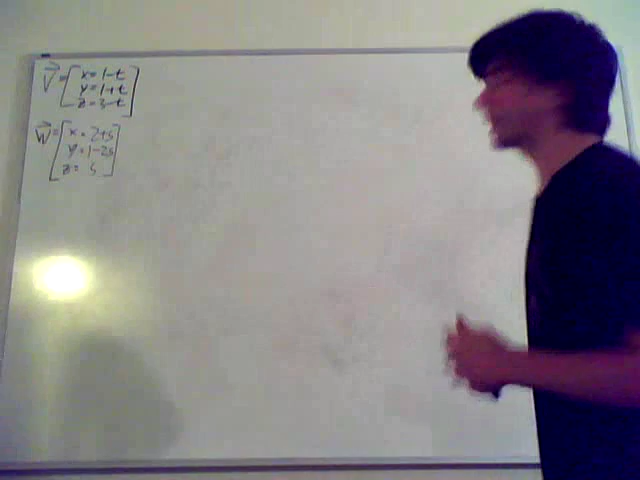 V⃗ = [ x = 1-t
y = 1+t
z = 3-t ]
W⃗ = [ x = 2+s
y = 1-2s
z = s ]